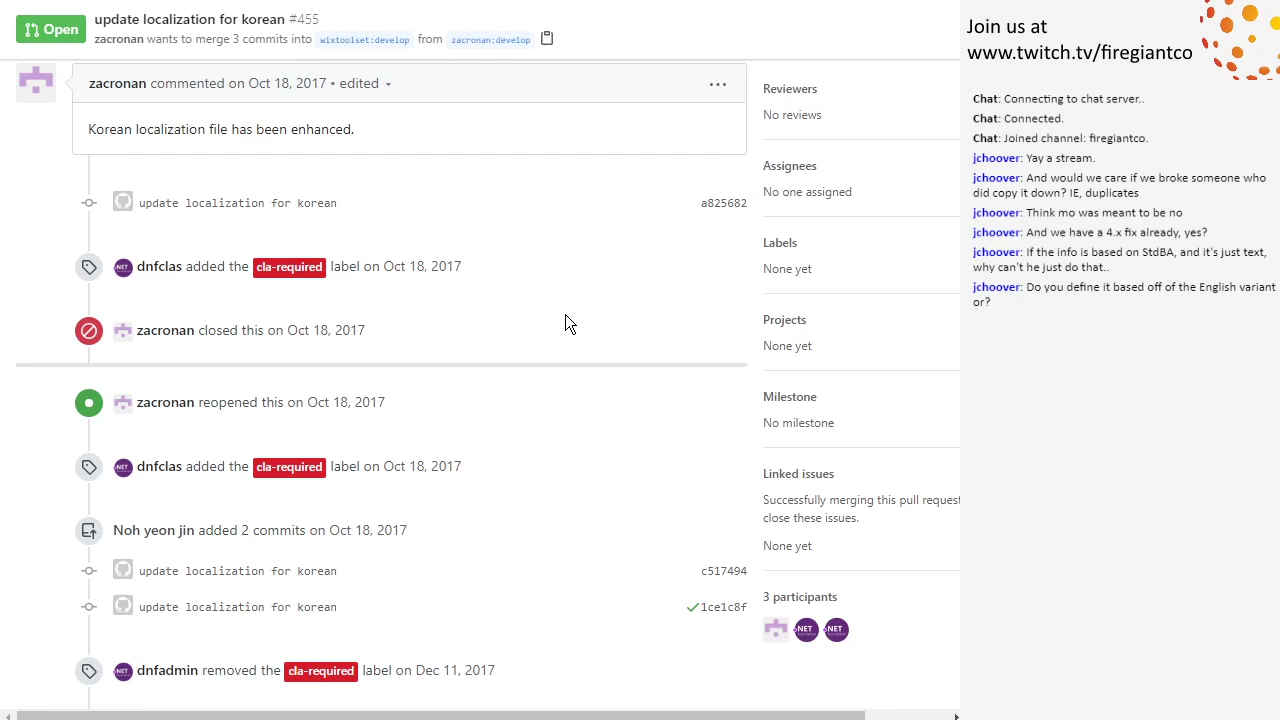 Open
update localization for korean #455
zacronan wants to merge 3 commits into wixtoolset:develop from zacronan:develop
zacronan commented on Oct 18, 2017 • edited
Korean localization file has been enhanced.
update localization for korean a825682
dnfclas added the cla-required label on Oct 18, 2017
zacronan closed this on Oct 18, 2017
zacronan reopened this on Oct 18, 2017
dnfclas added the cla-required label on Oct 18, 2017
Noh yeon jin added 2 commits on Oct 18, 2017
update localization for korean c517494
update localization for korean 1ce1c8f
dnfadmin removed the cla-required label on Dec 11, 2017
Reviewers
No reviews
Assignees
No one assigned
Labels
None yet
Projects
None yet
Milestone
No milestone
Linked issues
Successfully merging this pull request
close these issues.
None yet
3 participants
.NET .NET
Join us at
www.twitch.tv/firegiantco
Chat: Connecting to chat server..
Chat: Connected.
Chat: Joined channel: firegiantco.
jchoover: Yay a stream.
jchoover: And would we care if we broke someone who
did copy it down? IE, duplicates
jchoover: Think mo was meant to be no
jchoover: And we have a 4.x fix already, yes?
jchoover: If the info is based on StdBA, and it's just text,
why can't he just do that..
jchoover: Do you define it based off of the English variant
or?